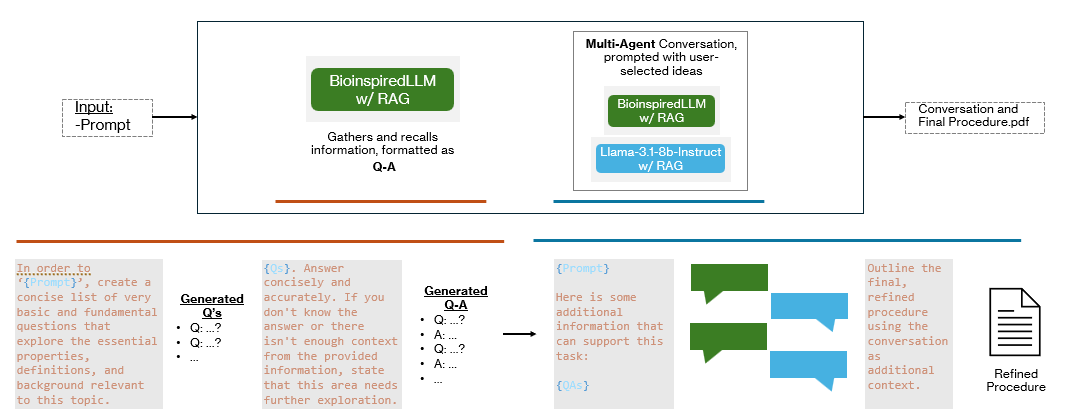 Input:
-Prompt
BioinspiredLLM
w/ RAG
Gathers and recalls
information, formatted as
Q-A
Multi-Agent Conversation,
prompted with user-
selected ideas
BioinspiredLLM
w/ RAG
Llama-3.1-8b-Instruct
w/ RAG
Conversation and
Final Procedure.pdf
In order to
‘{Prompt}’, create a
concise list of very
basic and fundamental
questions that
explore the essential
properties,
definitions, and
background relevant
to this topic.
Generated
Q’s
• Q: ...?
• Q: ...?
• ...
{Qs}. Answer
concisely and
accurately. If you
don't know the
answer or there
isn't enough context
from the provided
information, state
that this area needs
further exploration.
Generated
Q-A
• Q: ...?
• A: ...
• Q: ...?
• A: ...
• ...
{Prompt}
Here is some
additional
information that
can support this
task:
{QAs}
Outline the
final,
refined
procedure
using the
conversation
as
additional
context.
Refined
Procedure